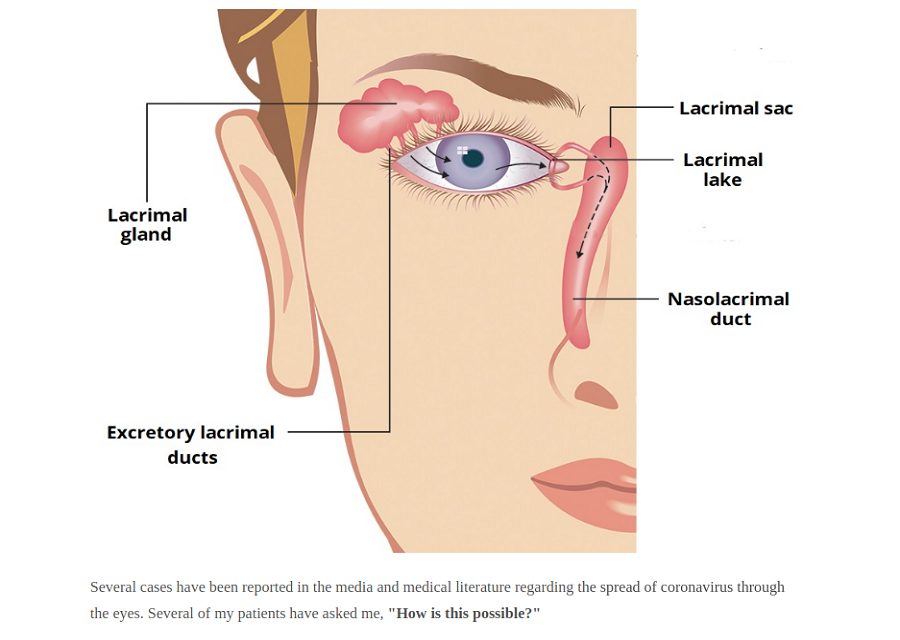 Lacrimal sac
Lacrimal
lake
Lacrimal
gland
Nasolacrimal
duct
Excretory lacrimal
ducts
Several cases have been reported in the media and medical literature regarding the spread of coronavirus through
the eyes. Several of my patients have asked me, "How is this possible?"